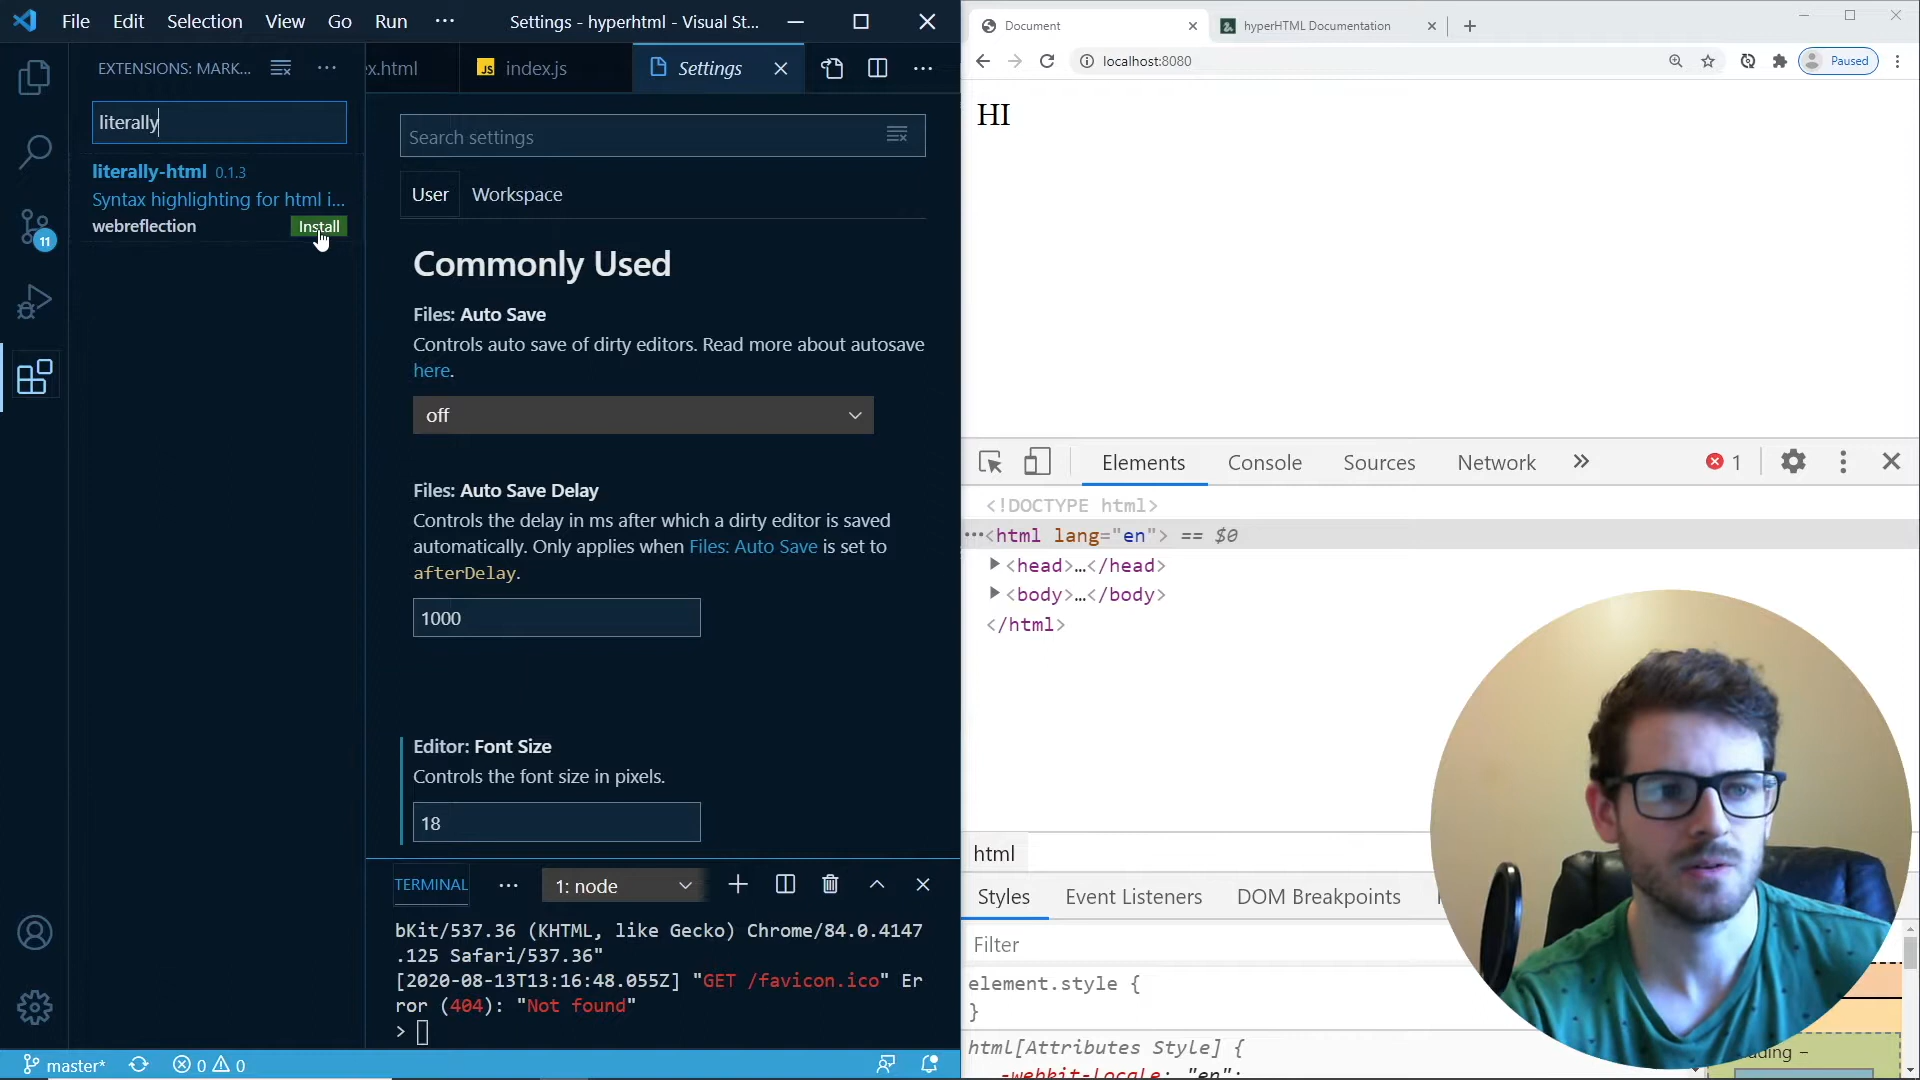 File Edit Selection View Go Run ··· Settings - hyperhtml - Visual St...
EXTENSIONS: MARK... ···
literally
literally-html 0.1.3
Syntax highlighting for html i...
webreflection Install
11
ex.html JS index.js Settings ···
Search settings
User Workspace
Commonly Used
Files: Auto Save
Controls auto save of dirty editors. Read more about autosave
here.
off
Files: Auto Save Delay
Controls the delay in ms after which a dirty editor is saved
automatically. Only applies when Files: Auto Save is set to
afterDelay.
1000
Editor: Font Size
Controls the font size in pixels.
18
TERMINAL ··· 1: node
bKit/537.36 (KHTML, like Gecko) Chrome/84.0.4147
.125 Safari/537.36"
[2020-08-13T13:16:48.055Z] "GET /favicon.ico" Er
ror (404): "Not found"
>
master* 0 0
Document hyperHTML Documentation
localhost:8080 Paused
HI
Elements Console Sources Network » 1
<!DOCTYPE html>
···<html lang="en"> == $0
<head>…</head>
<body>…</body>
</html>
html
Styles Event Listeners DOM Breakpoints
Filter
element.style {
}
html[Attributes Style] {
-webkit-locale: "en";